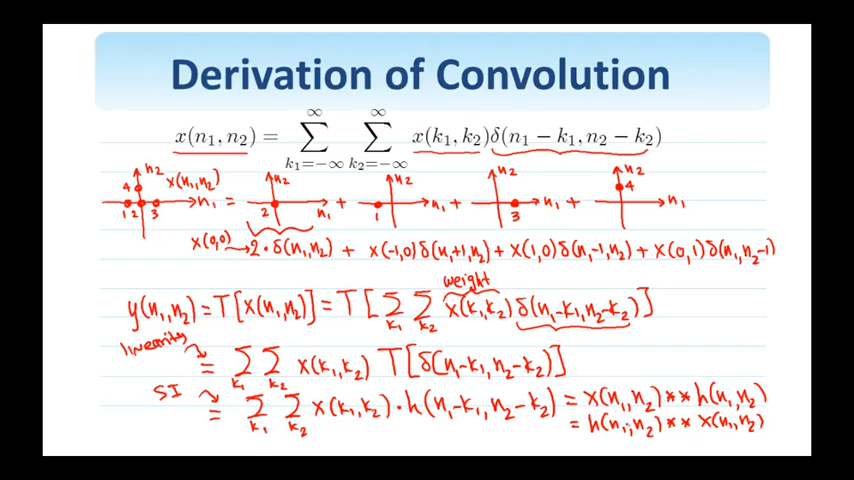 Derivation of Convolution
x(n₁, n₂) = ∑_{k₁=−∞}^{∞} ∑_{k₂=−∞}^{∞} x(k₁, k₂)δ(n₁ − k₁, n₂ − k₂)
n₂ 4 x(n₁,n₂) 1 2 3 n₁ = n₂ 2 n₁ + n₂ 1 n₁ + n₂ 3 n₁ + n₂ 4 n₁
x(0,0) → 2·δ(n₁,n₂) + x(-1,0)δ(n₁+1,n₂) + x(1,0)δ(n₁-1,n₂) + x(0,1)δ(n₁,n₂-1)
weight
y(n₁,n₂) = T[x(n₁,n₂)] = T[∑_{k₁} ∑_{k₂} x(k₁,k₂) δ(n₁-k₁,n₂-k₂)]
linearity
= ∑_{k₁} ∑_{k₂} x(k₁,k₂) T[δ(n₁-k₁,n₂-k₂)]
SI
= ∑_{k₁} ∑_{k₂} x(k₁,k₂)·h(n₁-k₁,n₂-k₂) = x(n₁,n₂)**h(n₁,n₂)
= h(n₁,n₂)**x(n₁,n₂)